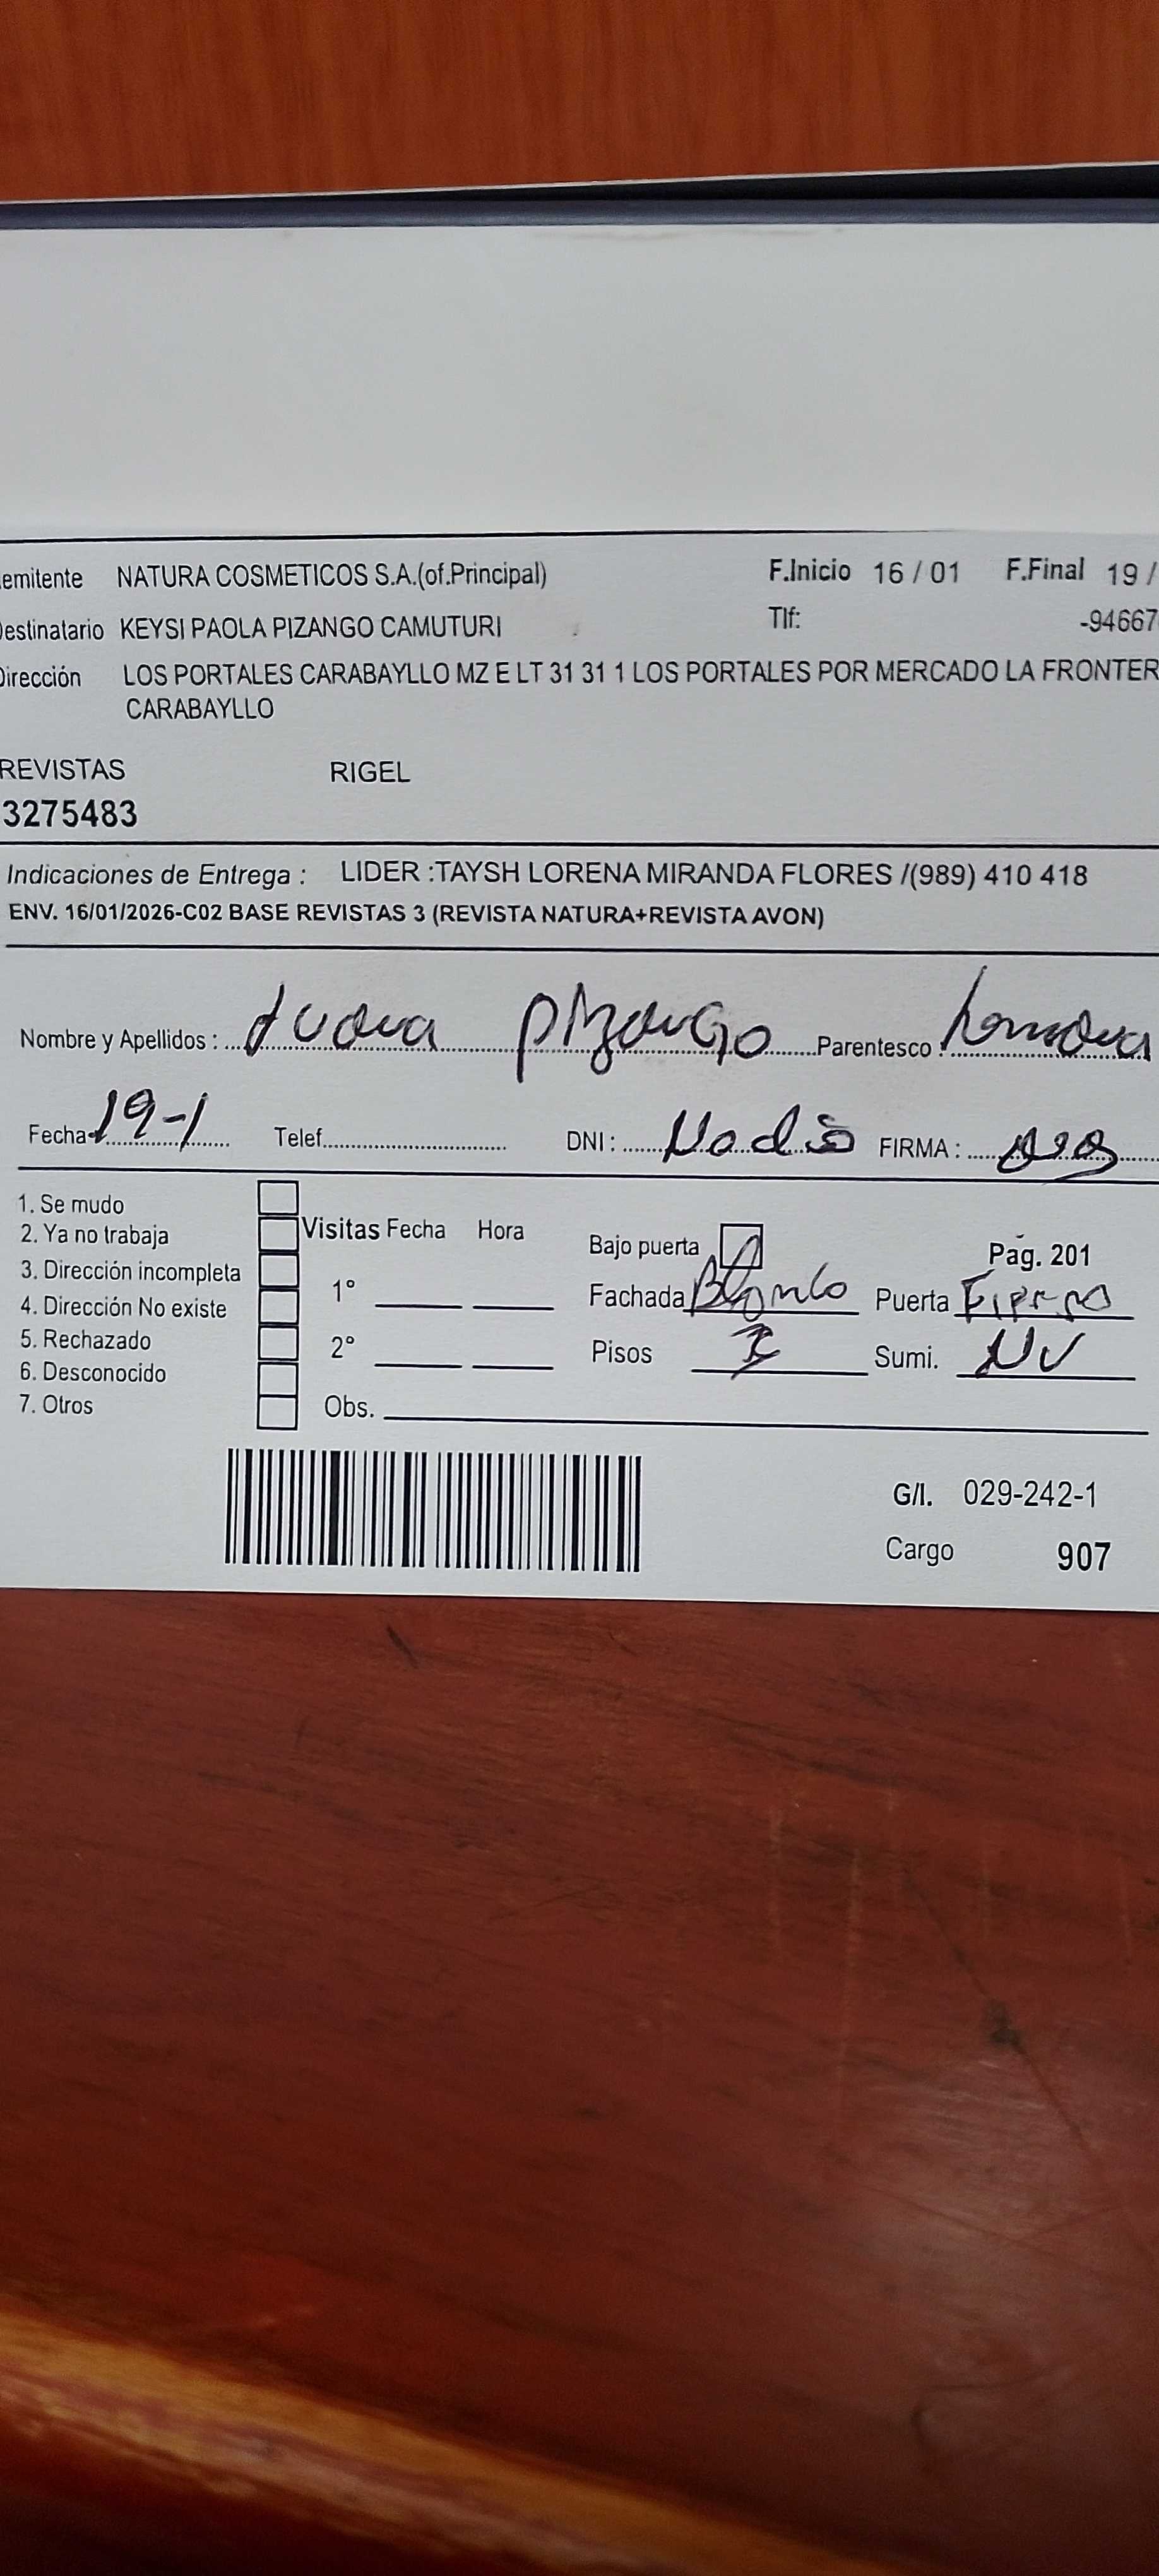 emitente NATURA COSMETICOS S.A.(of.Principal) F.Inicio 16 / 01 F.Final 19 /
Destinatario KEYSI PAOLA PIZANGO CAMUTURI Tlf: -94667
Dirección LOS PORTALES CARABAYLLO MZ E LT 31 31 1 LOS PORTALES POR MERCADO LA FRONTER
CARABAYLLO
REVISTAS RIGEL
3275483
Indicaciones de Entrega : LIDER :TAYSH LORENA MIRANDA FLORES /(989) 410 418
ENV. 16/01/2026-C02 BASE REVISTAS 3 (REVISTA NATURA+REVISTA AVON)
Nombre y Apellidos : Pizango Parentesco :
Fecha 19-1 Telef. DNI : FIRMA :
1. Se mudo
2. Ya no trabaja Visitas Fecha Hora Bajo puerta Pág. 201
3. Dirección incompleta 1° Fachada Blanco Puerta Fierro
4. Dirección No existe
5. Rechazado 2° Pisos Sumi. NV
6. Desconocido
7. Otros Obs.
G/I. 029-242-1
Cargo 907